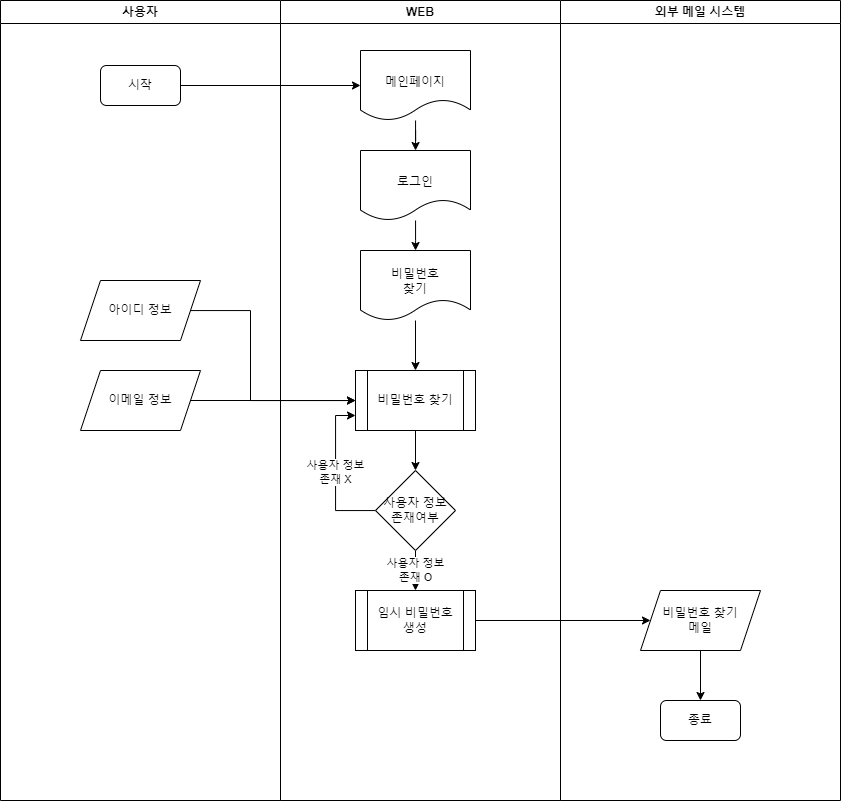 사용자
WEB
외부 메일 시스템
시작
메인페이지
로그인
비밀번호
찾기
아이디 정보
이메일 정보
비밀번호 찾기
사용자 정보
존재 X
사용자 정보
존재여부
사용자 정보
존재 O
임시 비밀번호
생성
비밀번호 찾기
메일
종료